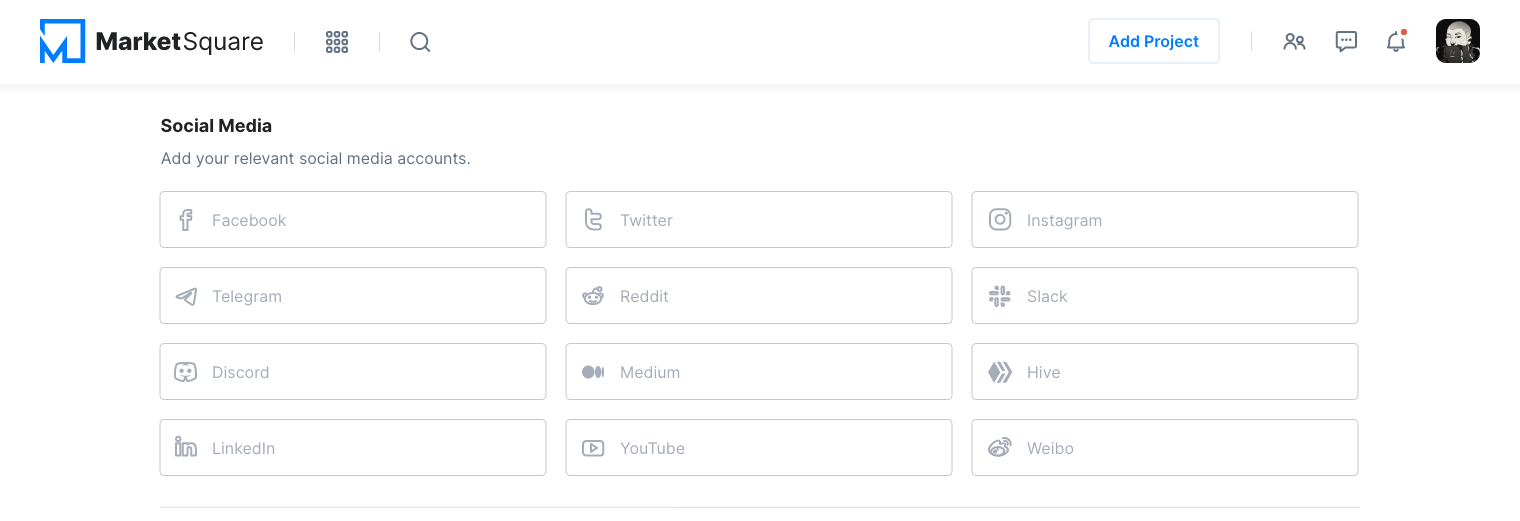 MarketSquare
Add Project
Social Media
Add your relevant social media accounts.
Facebook
Twitter
Instagram
Telegram
Reddit
Slack
Discord
Medium
Hive
LinkedIn
YouTube
Weibo